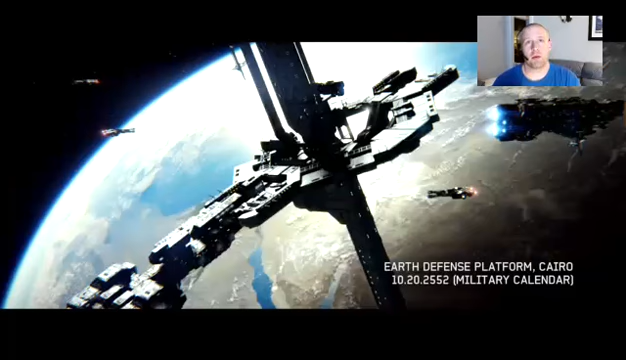 EARTH DEFENSE PLATFORM, CAIRO
10.20.2552 (MILITARY CALENDAR)